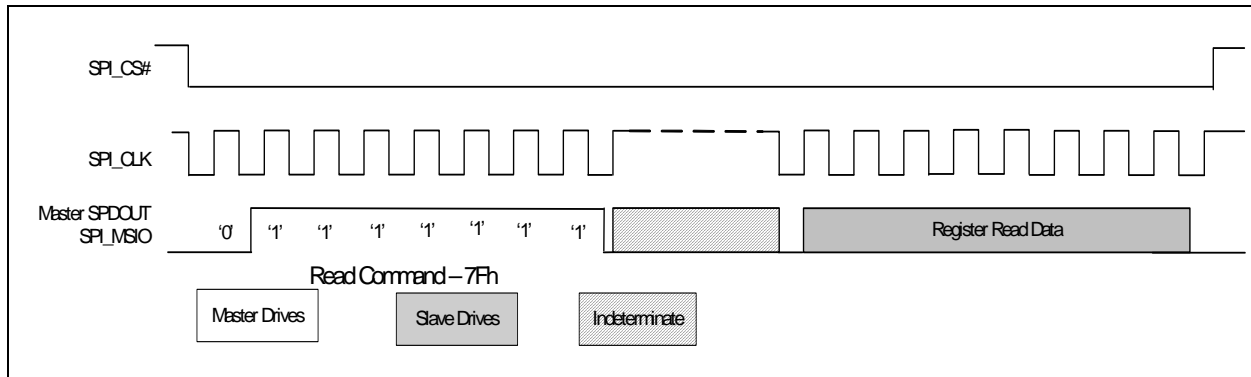 SPI_CS#
SPI_CLK
Master SPDOUT
SPI_MSIO
‘0’ ‘1’ ‘1’ ‘1’ ‘1’ ‘1’ ‘1’ ‘1’
Register Read Data
Read Command – 7Fh
Master Drives
Slave Drives
Indeterminate